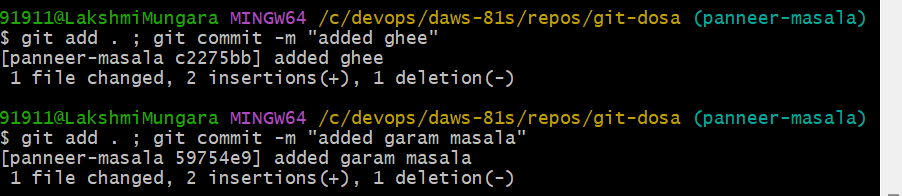 91911@LakshmiMungara MINGW64 /c/devops/daws-81s/repos/git-dosa (panneer-masala)
$ git add . ; git commit -m "added ghee"
[panneer-masala c2275bb] added ghee
 1 file changed, 2 insertions(+), 1 deletion(-)
91911@LakshmiMungara MINGW64 /c/devops/daws-81s/repos/git-dosa (panneer-masala)
$ git add . ; git commit -m "added garam masala"
[panneer-masala 59754e9] added garam masala
 1 file changed, 2 insertions(+), 1 deletion(-)